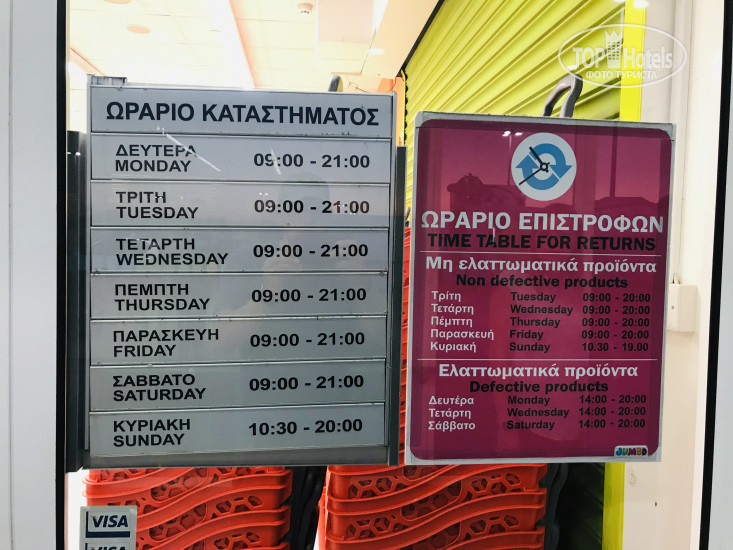 TOP Hotels
ФОТО ТУРИСТА
ΩΡΑΡΙΟ ΚΑΤΑΣΤΗΜΑΤΟΣ
ΔΕΥΤΕΡΑ
MONDAY 09:00 - 21:00
ΤΡΙΤΗ
TUESDAY 09:00 - 21:00
ΤΕΤΑΡΤΗ
WEDNESDAY 09:00 - 21:00
ΠΕΜΠΤΗ
THURSDAY 09:00 - 21:00
ΠΑΡΑΣΚΕΥΗ
FRIDAY 09:00 - 21:00
ΣΑΒΒΑΤΟ
SATURDAY 09:00 - 21:00
ΚΥΡΙΑΚΗ
SUNDAY 10:30 - 20:00
ΩΡΑΡΙΟ ΕΠΙΣΤΡΟΦΩΝ
TIME TABLE FOR RETURNS
Μη ελαττωματικά προϊόντα
Non defective products
Τρίτη Tuesday 09:00 - 20:00
Τετάρτη Wednesday 09:00 - 20:00
Πέμπτη Thursday 09:00 - 20:00
Παρασκευή Friday 09:00 - 20:00
Κυριακή Sunday 10.30 - 19.00
Ελαττωματικά προϊόντα
Defective products
Δευτέρα Monday 14:00 - 20:00
Τετάρτη Wednesday 14:00 - 20:00
Σάββατο Saturday 14:00 - 20:00
JUMBO
VISA
VISA